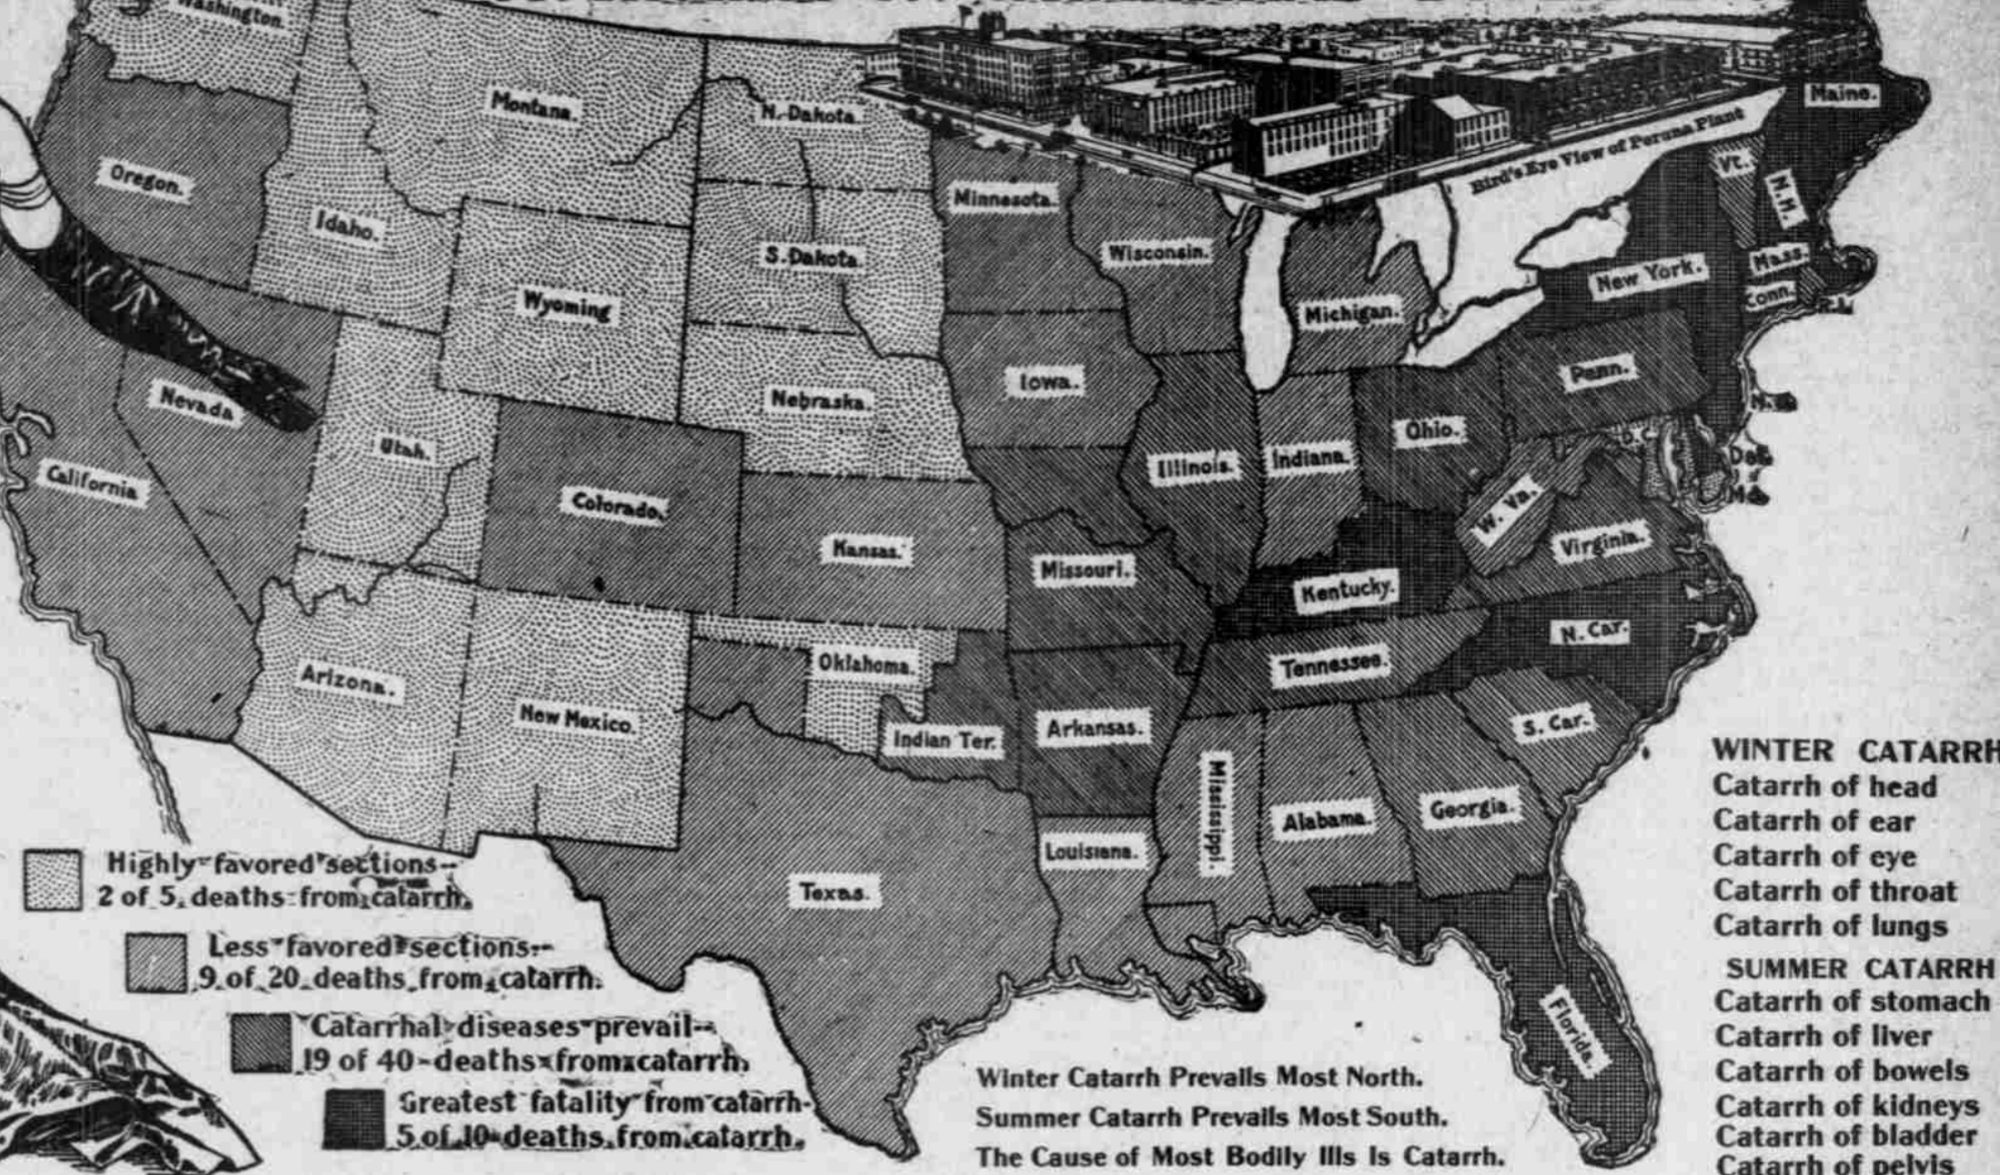 Washington.
Montana.
N. Dakota.
Maine.
Bird's Eye View of Peruna Plant
Vt.
N.H.
Oregon.
Idaho.
Minnesota.
Wisconsin.
S. Dakota.
Wyoming
Michigan.
New York.
Mass.
Conn.
R.I.
Nevada
Utah.
Nebraska.
Iowa.
Penn.
Ohio.
Illinois.
Indiana.
D.C.
Del.
Md.
California
Colorado.
Kansas.
Missouri.
Kentucky.
W. Va.
Virginia.
N. Car.
Tennessee.
Arizona.
New Mexico.
Oklahoma.
Indian Ter.
Arkansas.
S. Car.
Mississippi.
Alabama.
Georgia.
Louisiana.
Texas.
Florida.
Highly favored sections-
2 of 5 deaths from catarrh.
Less favored sections-
9 of 20 deaths from catarrh.
Catarrhal diseases prevail-
19 of 40 deaths from catarrh.
Greatest fatality from catarrh-
5 of 10 deaths from catarrh.
Winter Catarrh Prevails Most North.
Summer Catarrh Prevails Most South.
The Cause of Most Bodily Ills Is Catarrh.
WINTER CATARRH
Catarrh of head
Catarrh of ear
Catarrh of eye
Catarrh of throat
Catarrh of lungs
SUMMER CATARRH
Catarrh of stomach
Catarrh of liver
Catarrh of bowels
Catarrh of kidneys
Catarrh of bladder
Catarrh of pelvis